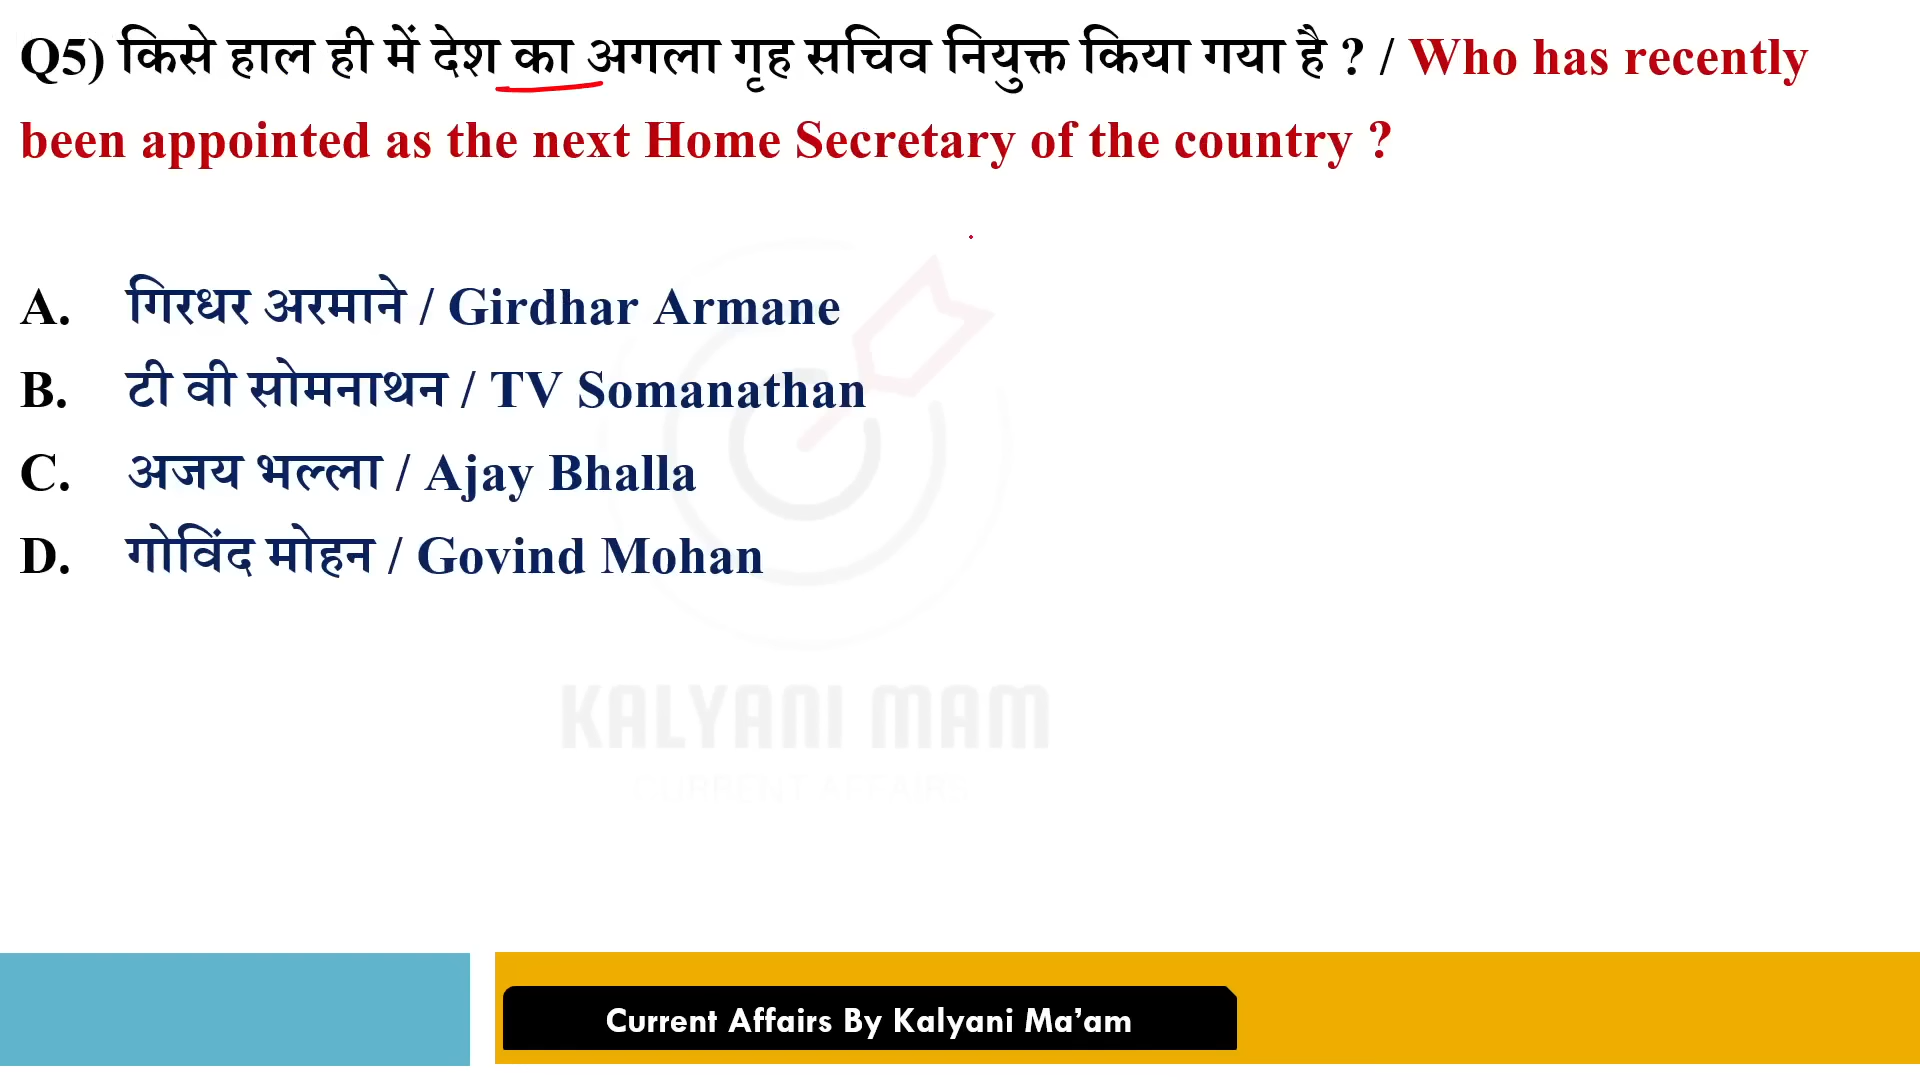 Q5) किसे हाल ही में देश का अगला गृह सचिव नियुक्त किया गया है ? / Who has recently
been appointed as the next Home Secretary of the country ?
A. गिरधर अरमाने / Girdhar Armane
B. टी वी सोमनाथन / TV Somanathan
C. अजय भल्ला / Ajay Bhalla
D. गोविंद मोहन / Govind Mohan
KALYANI MAM
CURRENT AFFAIRS
Current Affairs By Kalyani Ma’am